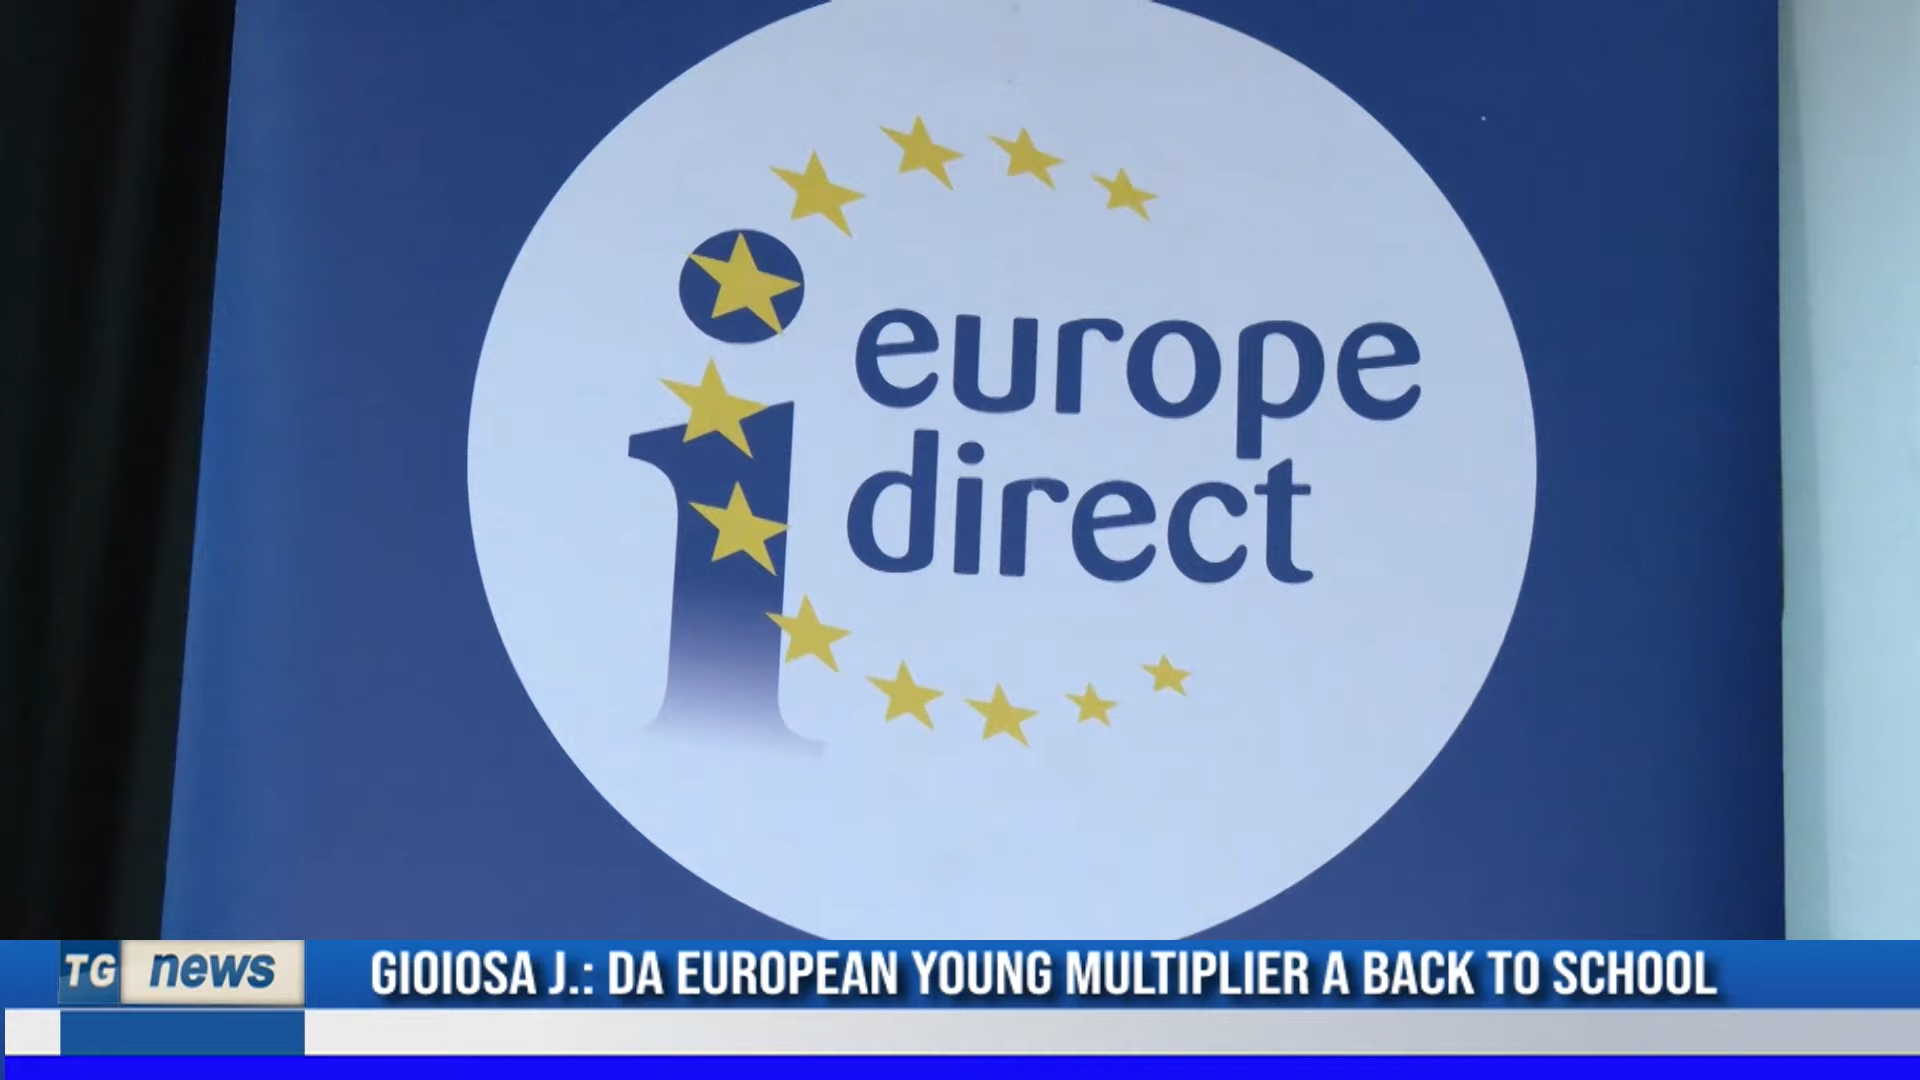 europe
direct
TG news
GIOIOSA J.: DA EUROPEAN YOUNG MULTIPLIER A BACK TO SCHOOL